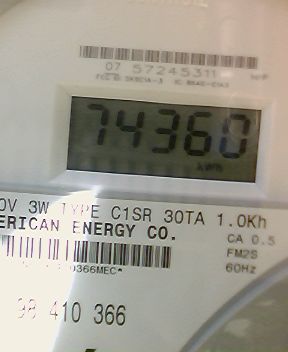 07 57245311
74360
kWh
0V 3W TYPE C1SR 30TA 1.0Kh
ERICAN ENERGY CO.
CA 0.5
FM2S
0366MEC*
60Hz
98 410 366